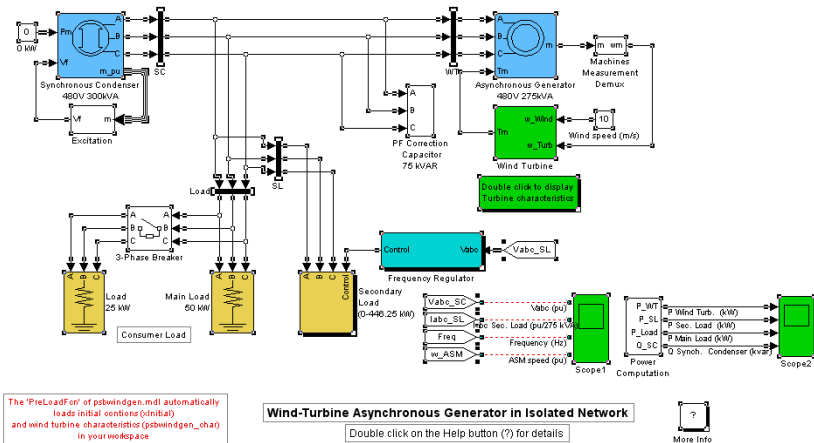 0
0 kW
Pm
Vf
A
B
C
m_pu
Synchronous Condenser
480V 300kVA
Vf
m
Excitation
SC
WT
A
B
C
Tm
m
Asynchronous Generator
480V 275kVA
m wm
Machines
Measurement
Demux
A
B
C
PF Correction
Capacitor
75 kVAR
Tm
w_Wind
w_Turb
Wind Turbine
10
Wind speed (m/s)
Double click to display
Turbine characteristics
SL
Load
A
B
C
A
B
C
3-Phase Breaker
A
B
C
Load
25 kW
A
B
C
Main Load
50 kW
Consumer Load
A
B
C
Control
Secondary
Load
(0-446.25 kW)
Control
Vabc
Frequency Regulator
Vabc_SL
Vabc_SC
Iabc_SL
Freq
w_ASM
Vabc (pu)
Iabc Sec. Load (pu/275 kVA)
Frequency (Hz)
ASM speed (pu)
Scope1
P_WT
P_SL
P_Load
Q_SC
Power
Computation
P Wind Turb. (kW)
P Sec. Load (kW)
P Main Load (kW)
Q Synch. Condenser (kvar)
Scope2
The 'PreLoadFcn' of psbwindgen.mdl automatically
loads initial contions (xInitial)
and wind turbine characteristics (psbwindgen_char)
in your workspace
Wind-Turbine Asynchronous Generator in Isolated Network
Double click on the Help button (?) for details
?
More Info